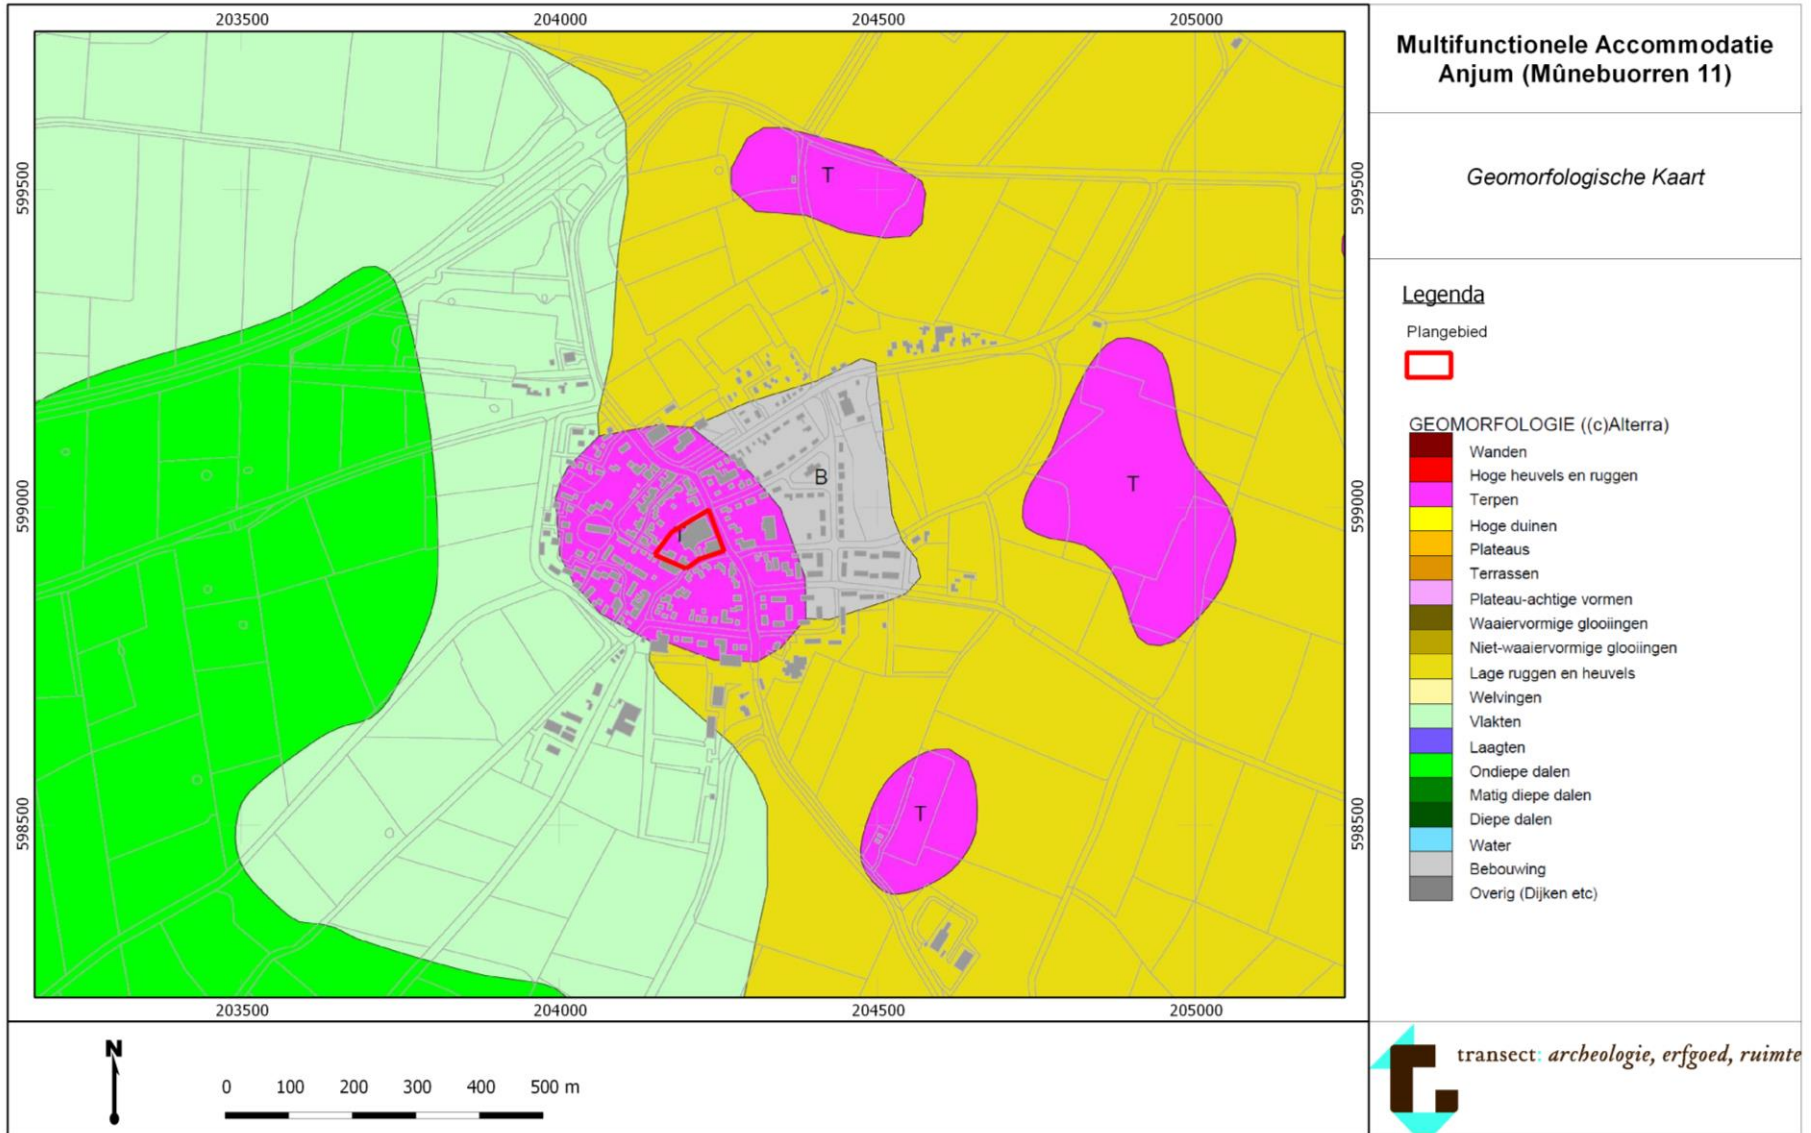 203500 204000 204500 205000
599500 599500
599000 599000
598500 598500
T
T
B
T
T
203500 204000 204500 205000
N
0 100 200 300 400 500 m
Multifunctionele Accommodatie
Anjum (Mûnebuorren 11)
Geomorfologische Kaart
Legenda
Plangebied
GEOMORFOLOGIE ((c)Alterra)
Wanden
Hoge heuvels en ruggen
Terpen
Hoge duinen
Plateaus
Terrassen
Plateau-achtige vormen
Waaiervormige glooiingen
Niet-waaiervormige glooiingen
Lage ruggen en heuvels
Welvingen
Vlakten
Laagten
Ondiepe dalen
Matig diepe dalen
Diepe dalen
Water
Bebouwing
Overig (Dijken etc)
transect: archeologie, erfgoed, ruimte